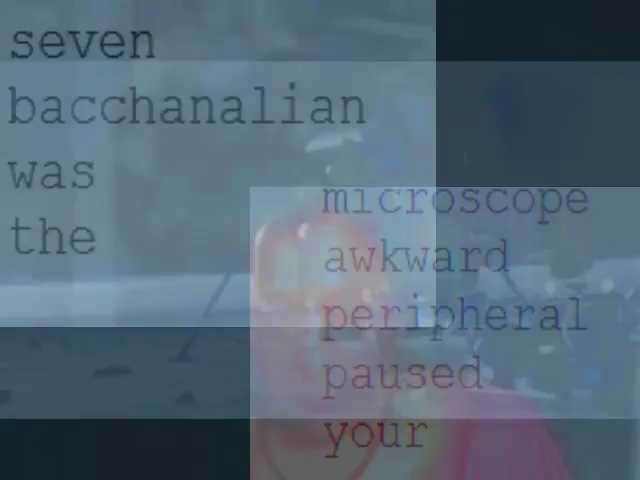 seven
bacchanalian
was
the
microscope
awkward
peripheral
paused
your